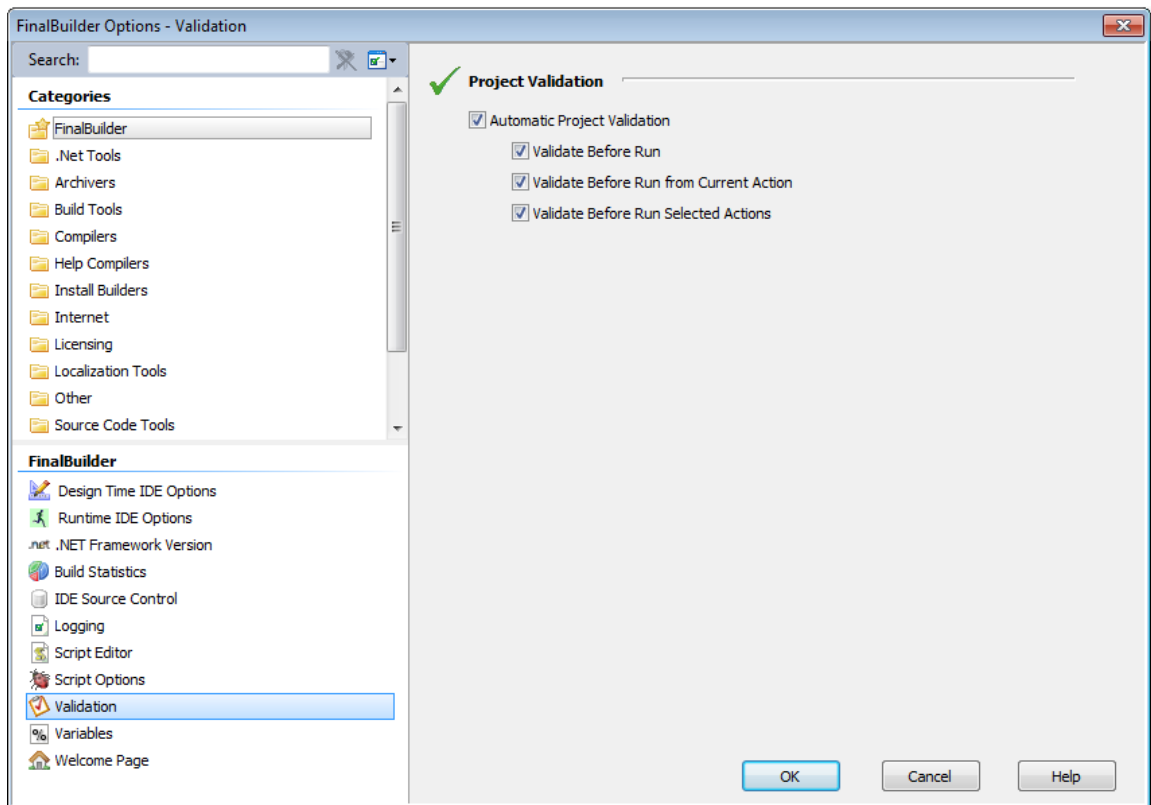 FinalBuilder Options - Validation
Search:
Categories
FinalBuilder
.Net Tools
Archivers
Build Tools
Compilers
Help Compilers
Install Builders
Internet
Licensing
Localization Tools
Other
Source Code Tools
FinalBuilder
Design Time IDE Options
Runtime IDE Options
.net .NET Framework Version
Build Statistics
IDE Source Control
Logging
Script Editor
Script Options
Validation
% Variables
Welcome Page
Project Validation
Automatic Project Validation
Validate Before Run
Validate Before Run from Current Action
Validate Before Run Selected Actions
OK
Cancel
Help